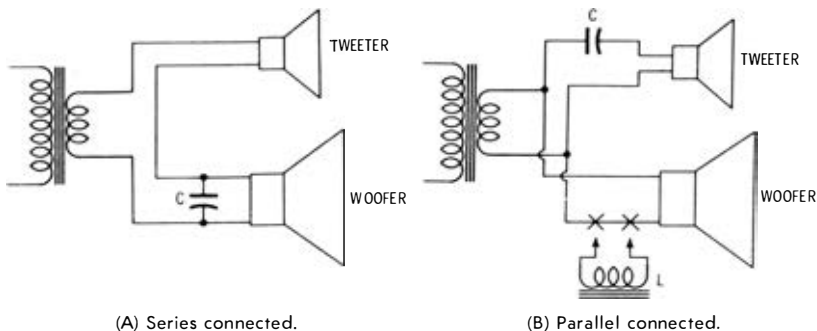 TWEETER
C
WOOFER
(A) Series connected.
C
TWEETER
WOOFER
L
(B) Parallel connected.